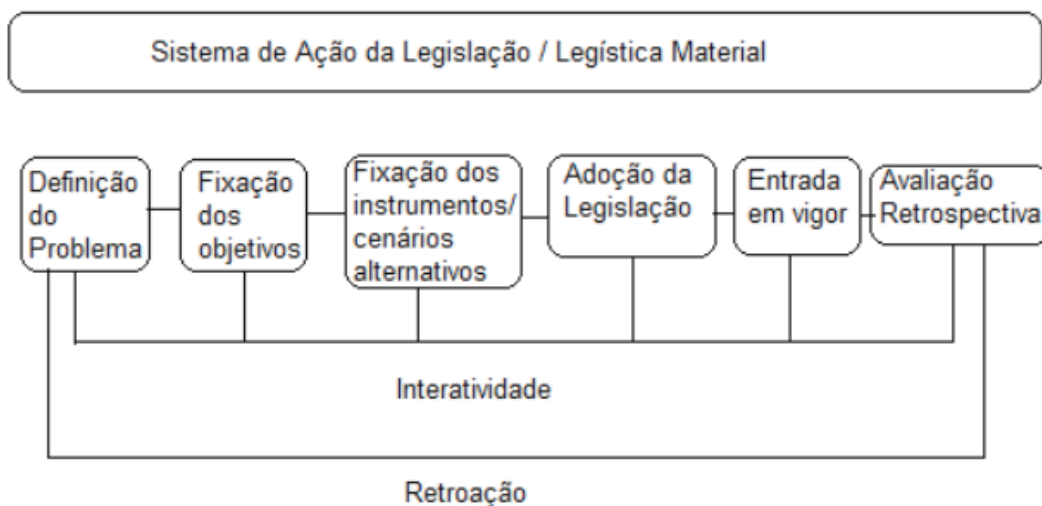 Sistema de Ação da Legislação / Legística Material
Definição
do
Problema
Fixação
dos
objetivos
Fixação dos
instrumentos/
cenários
alternativos
Adoção da
Legislação
Entrada
em vigor
Avaliação
Retrospectiva
Interatividade
Retroação